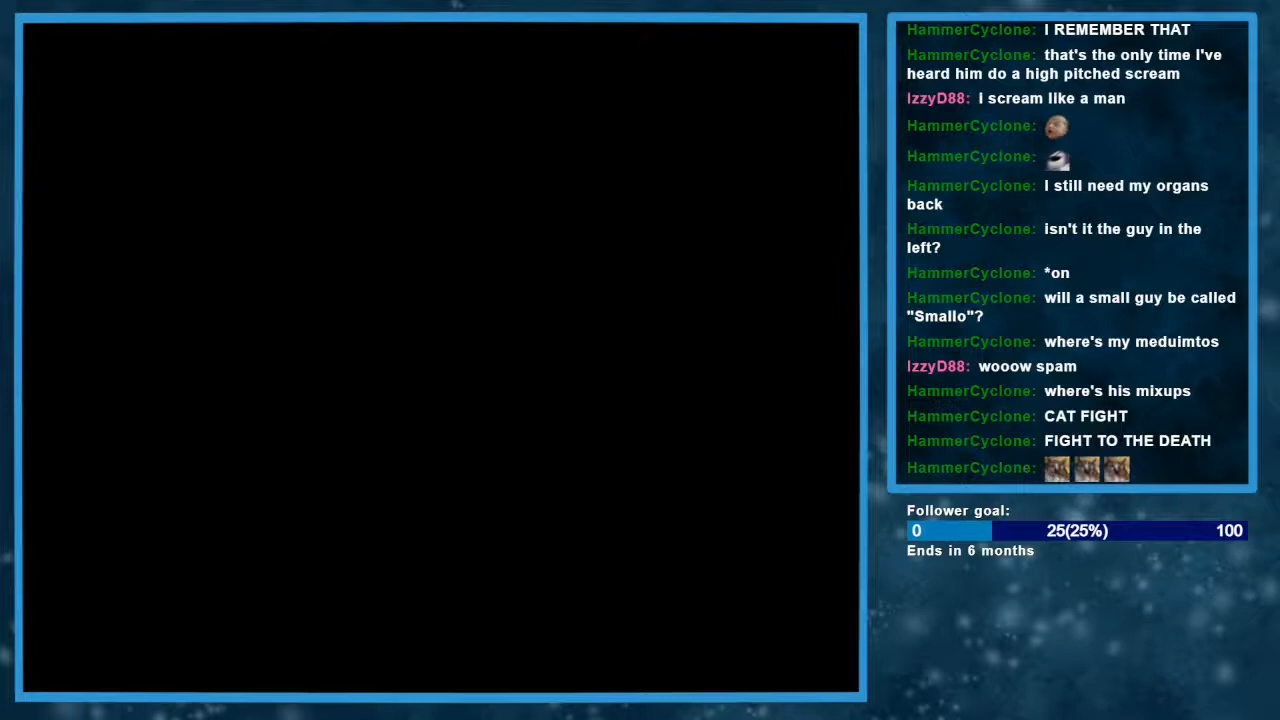 HammerCyclone: I REMEMBER THAT
HammerCyclone: that's the only time I've
heard him do a high pitched scream
IzzyD88: i scream like a man
HammerCyclone:
HammerCyclone:
HammerCyclone: I still need my organs
back
HammerCyclone: isn't it the guy in the
left?
HammerCyclone: *on
HammerCyclone: will a small guy be called
"Smallo"?
HammerCyclone: where's my meduimtos
IzzyD88: wooow spam
HammerCyclone: where's his mixups
HammerCyclone: CAT FIGHT
HammerCyclone: FIGHT TO THE DEATH
HammerCyclone:
Follower goal:
0 25(25%) 100
Ends in 6 months